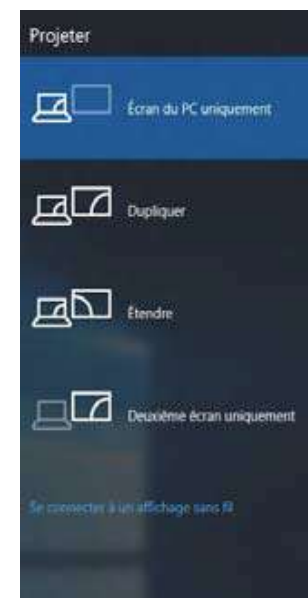 Projeter
Écran du PC uniquement
Dupliquer
Étendre
Deuxième écran uniquement
Se connecter à un affichage sans fil